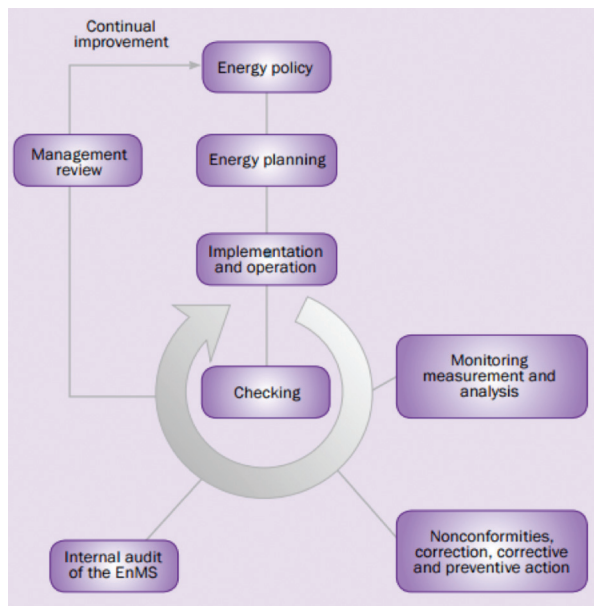 Continual
improvement
Energy policy
Management
review
Energy planning
Implementation
and operation
Checking
Monitoring
measurement and
analysis
Internal audit
of the EnMS
Nonconformities,
correction, corrective
and preventive action